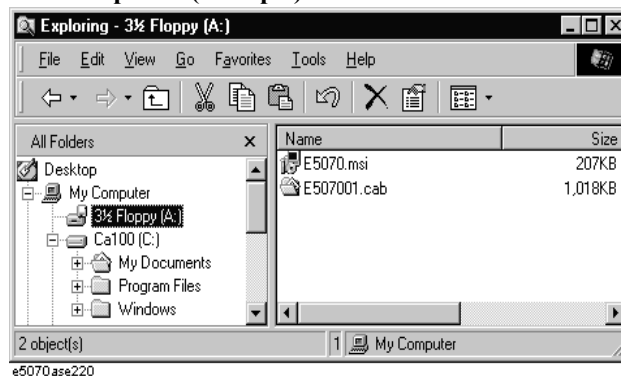 Exploring - 3½ Floppy (A:)
File Edit View Go Favorites Tools Help
All Folders x
Name Size
Desktop
My Computer
3½ Floppy (A:)
Ca100 (C:)
My Documents
Program Files
Windows
E5070.msi 207KB
E507001.cab 1,018KB
2 object(s) 1 My Computer
e5070ase220